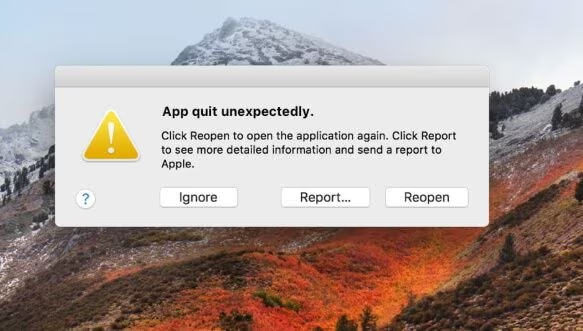 App quit unexpectedly.
Click Reopen to open the application again. Click Report
to see more detailed information and send a report to
Apple.
?
Ignore
Report...
Reopen